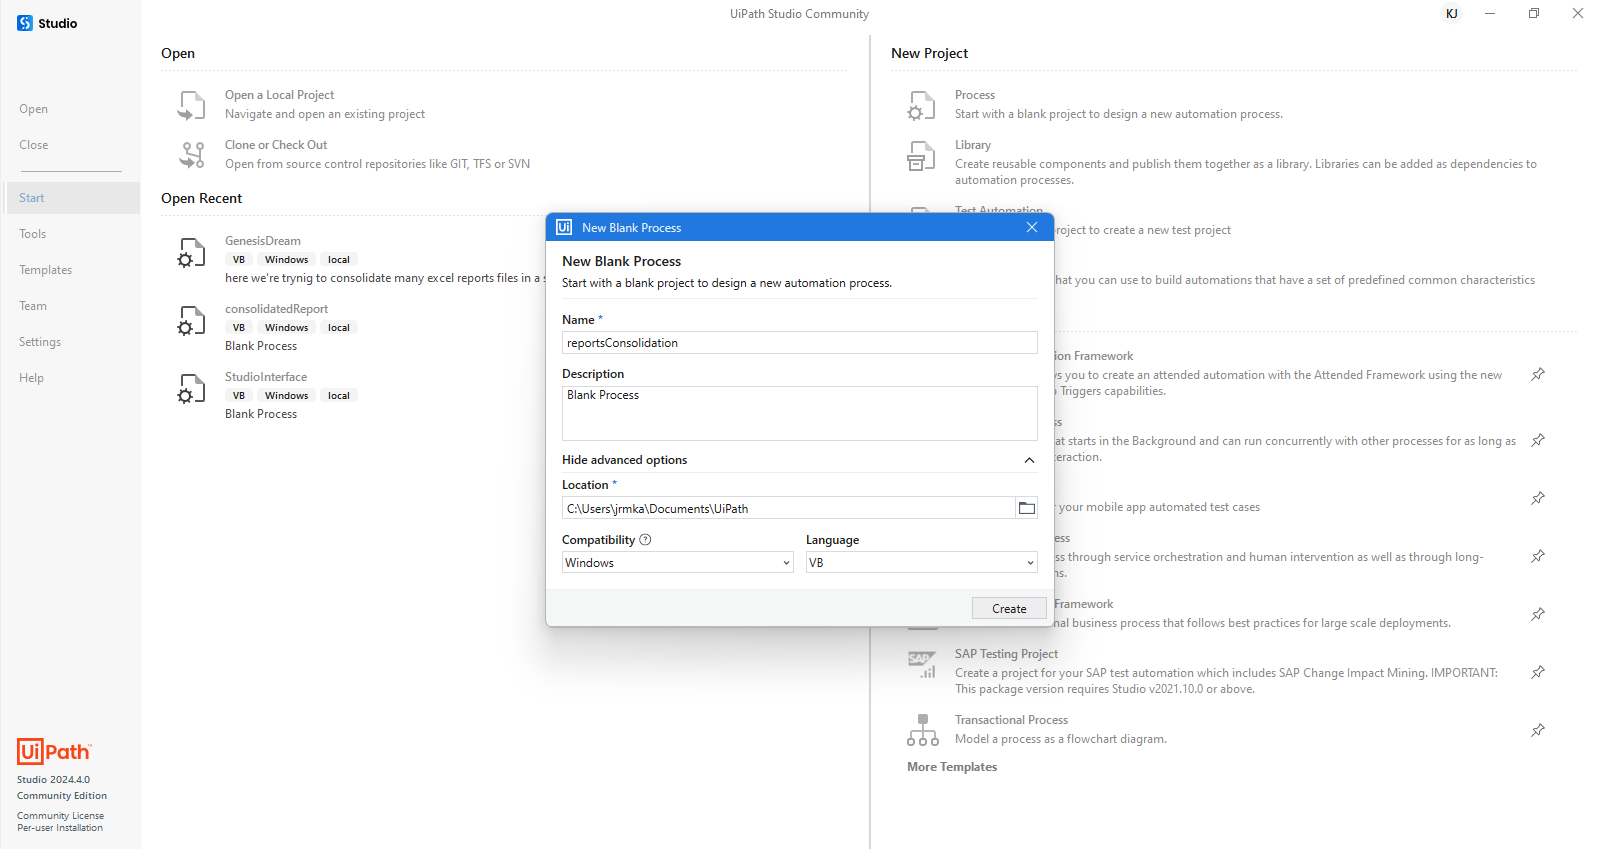 Studio
UiPath Studio Community
KJ
Open
Close
Start
Tools
Templates
Team
Settings
Help
UiPath
Studio 2024.4.0
Community Edition
Community License
Per-user Installation
Open
Open a Local Project
Navigate and open an existing project
Clone or Check Out
Open from source control repositories like GIT, TFS or SVN
Open Recent
GenesisDream
VB Windows local
here we're trynig to consolidate many excel reports files in a s
consolidatedReport
VB Windows local
Blank Process
StudioInterface
VB Windows local
Blank Process
Ui New Blank Process
New Blank Process
Start with a blank project to design a new automation process.
Name *
reportsConsolidation
Description
Blank Process
Hide advanced options
Location *
C:\Users\jrmka\Documents\UiPath
Compatibility ?
Language
Windows
VB
Create
New Project
Process
Start with a blank project to design a new automation process.
Library
Create reusable components and publish them together as a library. Libraries can be added as dependencies to
automation processes.
Test Automation
roject to create a new test project
hat you can use to build automations that have a set of predefined common characteristics
ion Framework
s you to create an attended automation with the Attended Framework using the new
Triggers capabilities.
ss
at starts in the Background and can run concurrently with other processes for as long as
eraction.
your mobile app automated test cases
ess
ss through service orchestration and human intervention as well as through long-
ns.
Framework
nal business process that follows best practices for large scale deployments.
SAP
SAP Testing Project
Create a project for your SAP test automation which includes SAP Change Impact Mining. IMPORTANT:
This package version requires Studio v2021.10.0 or above.
Transactional Process
Model a process as a flowchart diagram.
More Templates